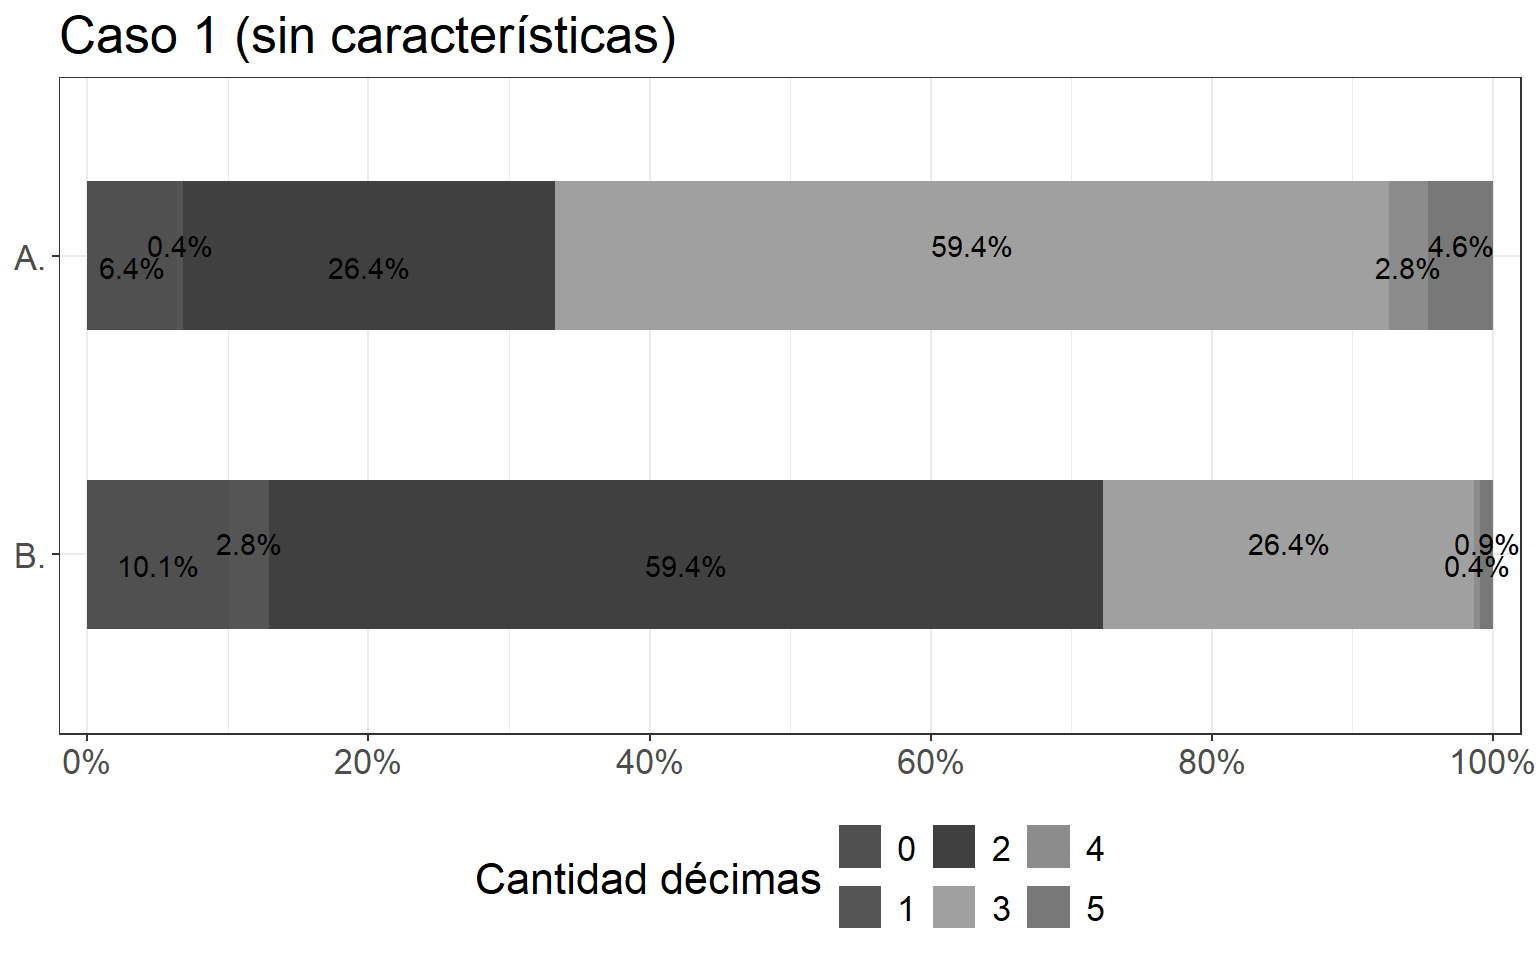 Caso 1 (sin características)
A.
0.4%
59.4%
4.6%
6.4%
26.4%
2.8%
B.
2.8%
26.4%
0.9%
10.1%
59.4%
0.4%
0% 20% 40% 60% 80% 100%
Cantidad décimas
0 2 4
1 3 5